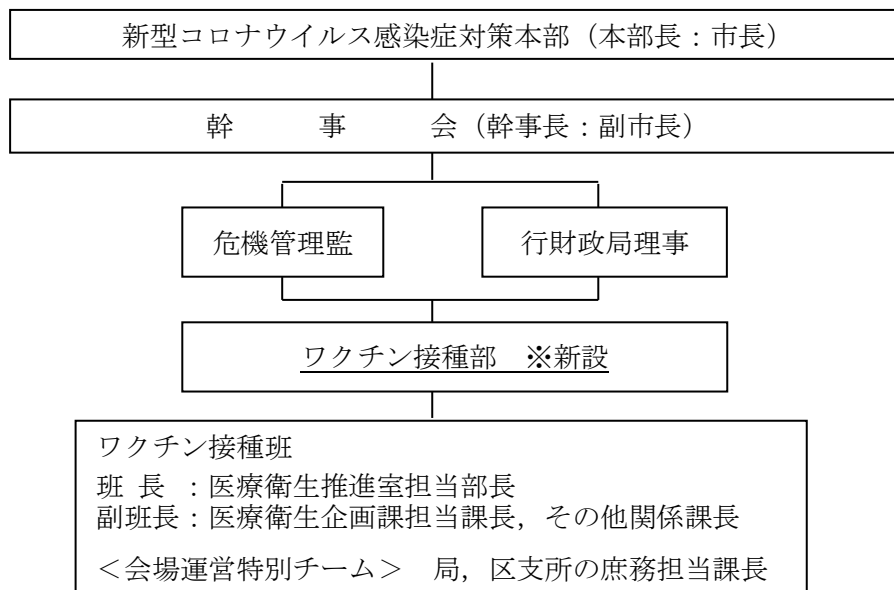 新型コロナウイルス感染症対策本部（本部長：市長）
幹　　事　　会（幹事長：副市長）
危機管理監
行財政局理事
ワクチン接種部　※新設
ワクチン接種班
班 長 ：医療衛生推進室担当部長
副班長：医療衛生企画課担当課長，その他関係課長
＜会場運営特別チーム＞　局，区支所の庶務担当課長